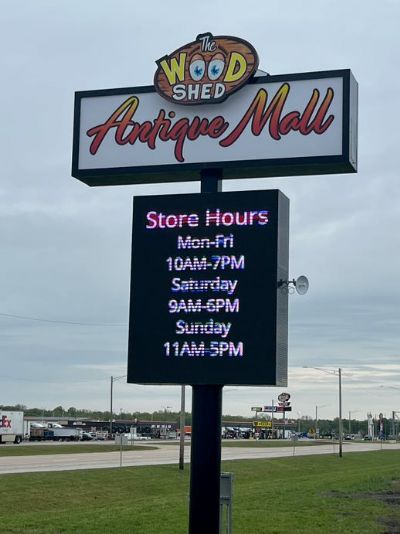 The
WOOD
SHED
Antique Mall
Store Hours
Mon-Fri
10AM-7PM
Saturday
9AM-6PM
Sunday
11AM-5PM